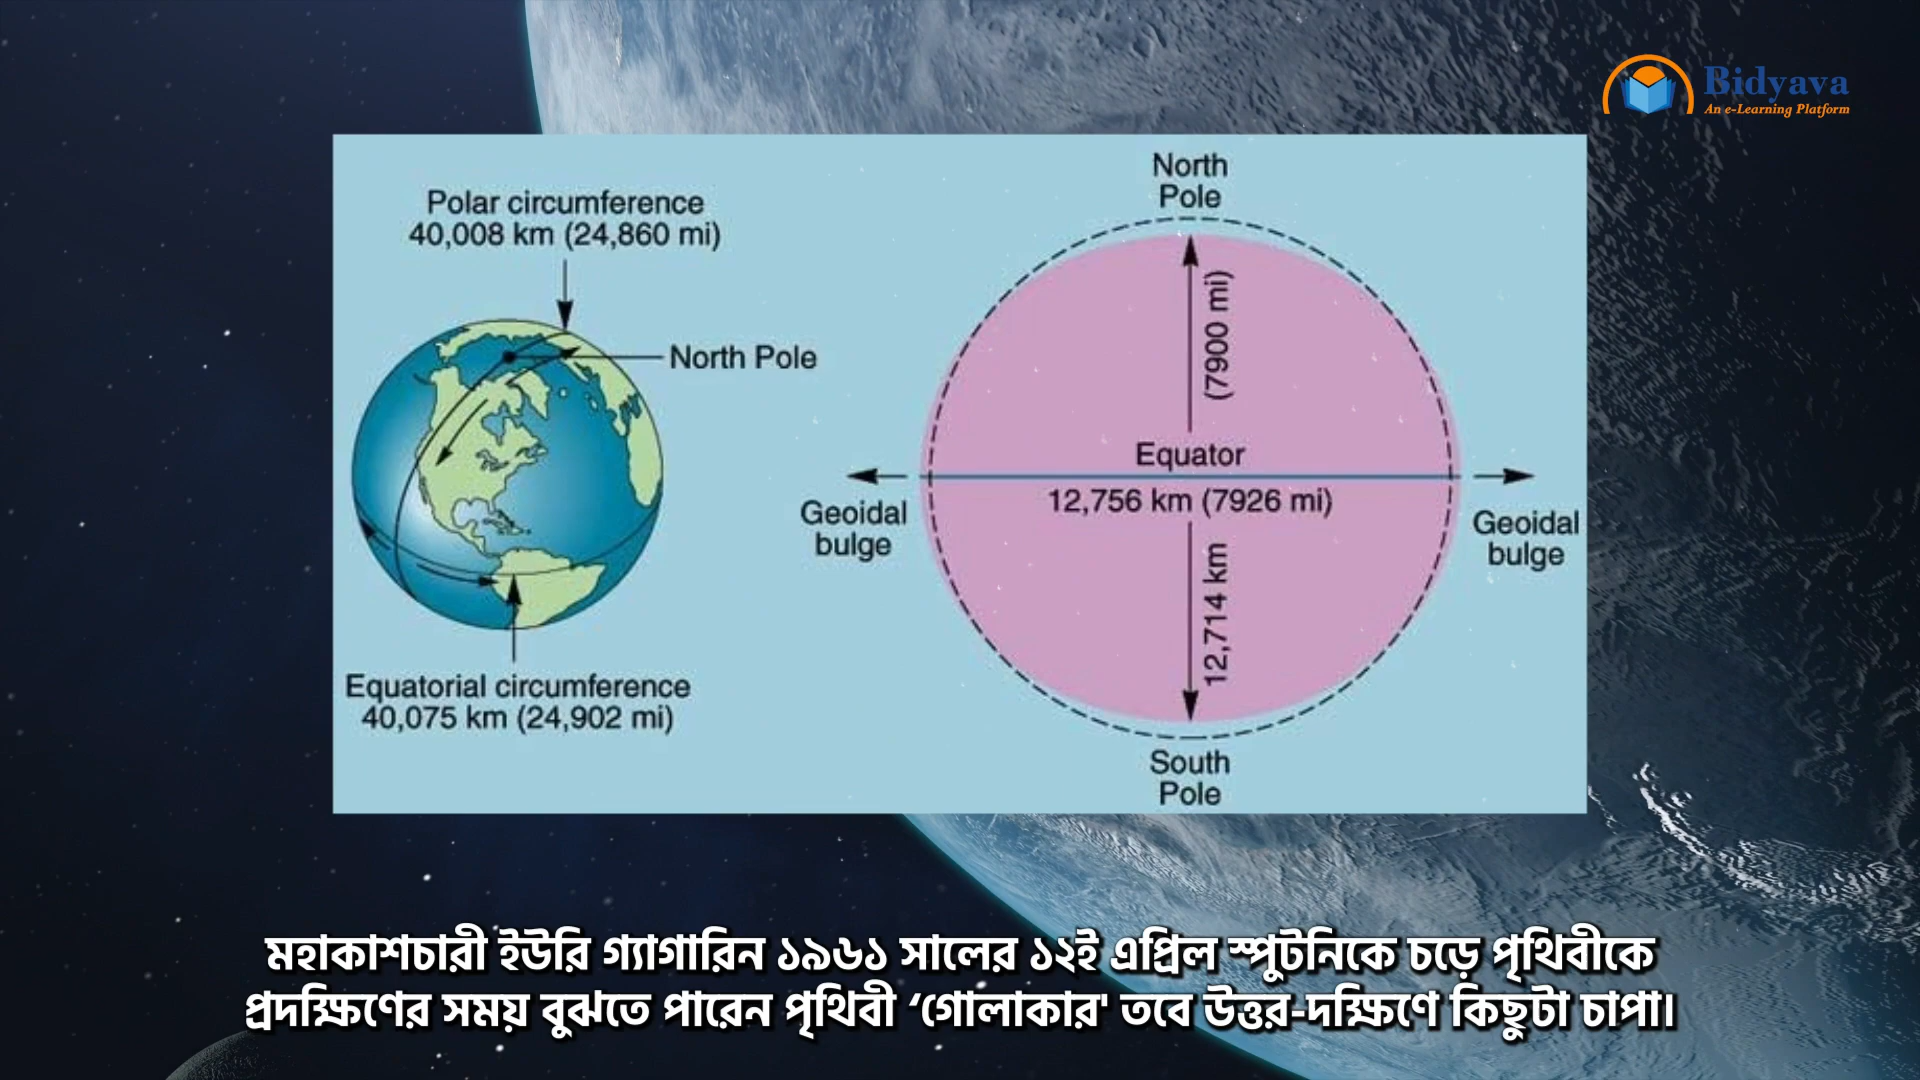 Bidyava
An e-Learning Platform
Polar circumference
40,008 km (24,860 mi)
North Pole
Equatorial circumference
40,075 km (24,902 mi)
North
Pole
(7900 mi)
Equator
12,756 km (7926 mi)
12,714 km
Geoidal
bulge
Geoidal
bulge
South
Pole
মহাকাশচারী ইউরি গ্যাগারিন ১৯৬১ সালের ১২ই এপ্রিল স্পুটনিকে চড়ে পৃথিবীকে
প্রদক্ষিণের সময় বুঝতে পারেন পৃথিবী ‘গোলাকার' তবে উত্তর-দক্ষিণে কিছুটা চাপা।